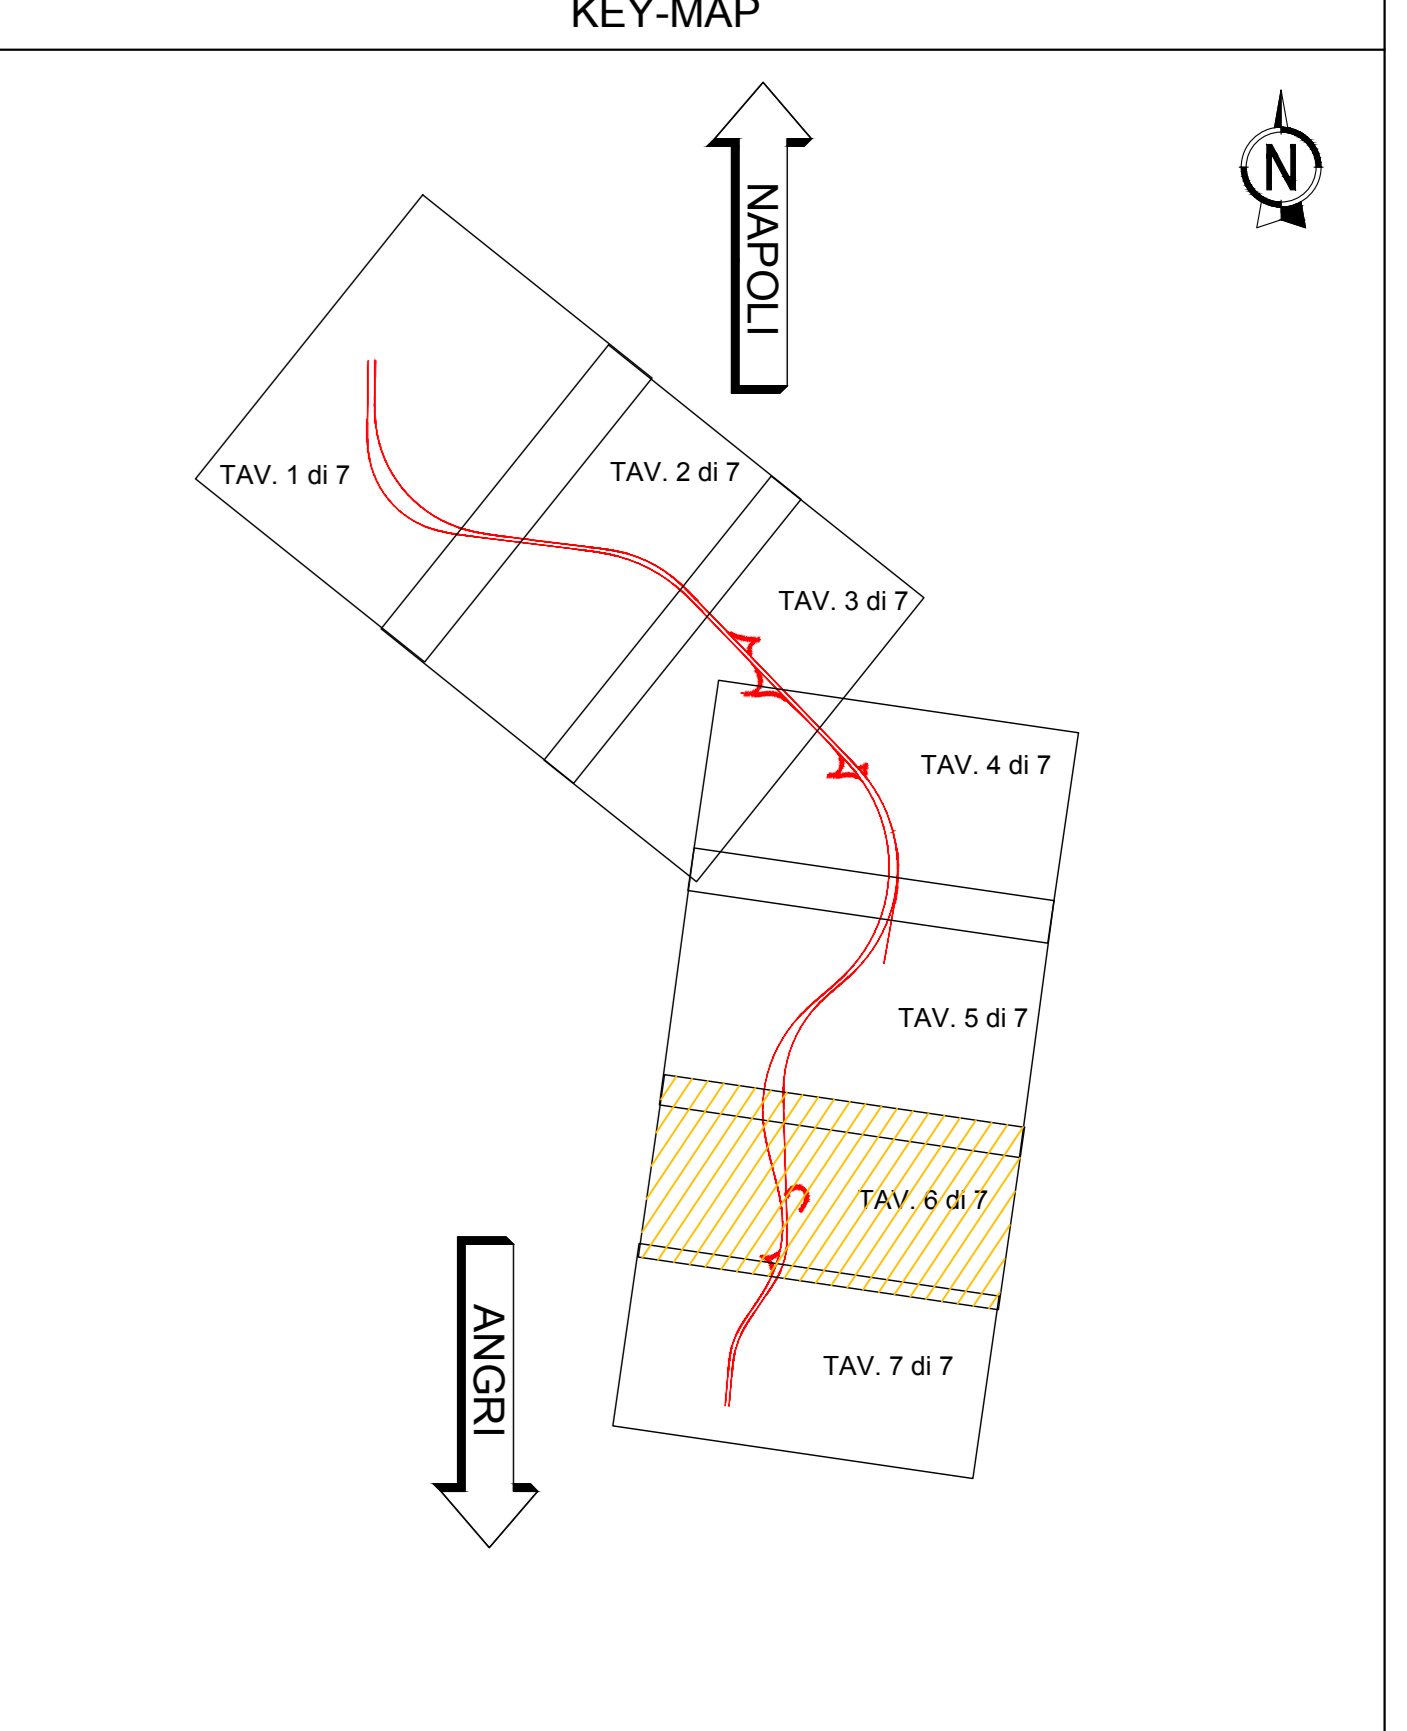 KEY-MAP
N
NAPOLI
TAV. 1 di 7
TAV. 2 di 7
TAV. 3 di 7
TAV. 4 di 7
TAV. 5 di 7
TAV. 6 di 7
ANGRI
TAV. 7 di 7